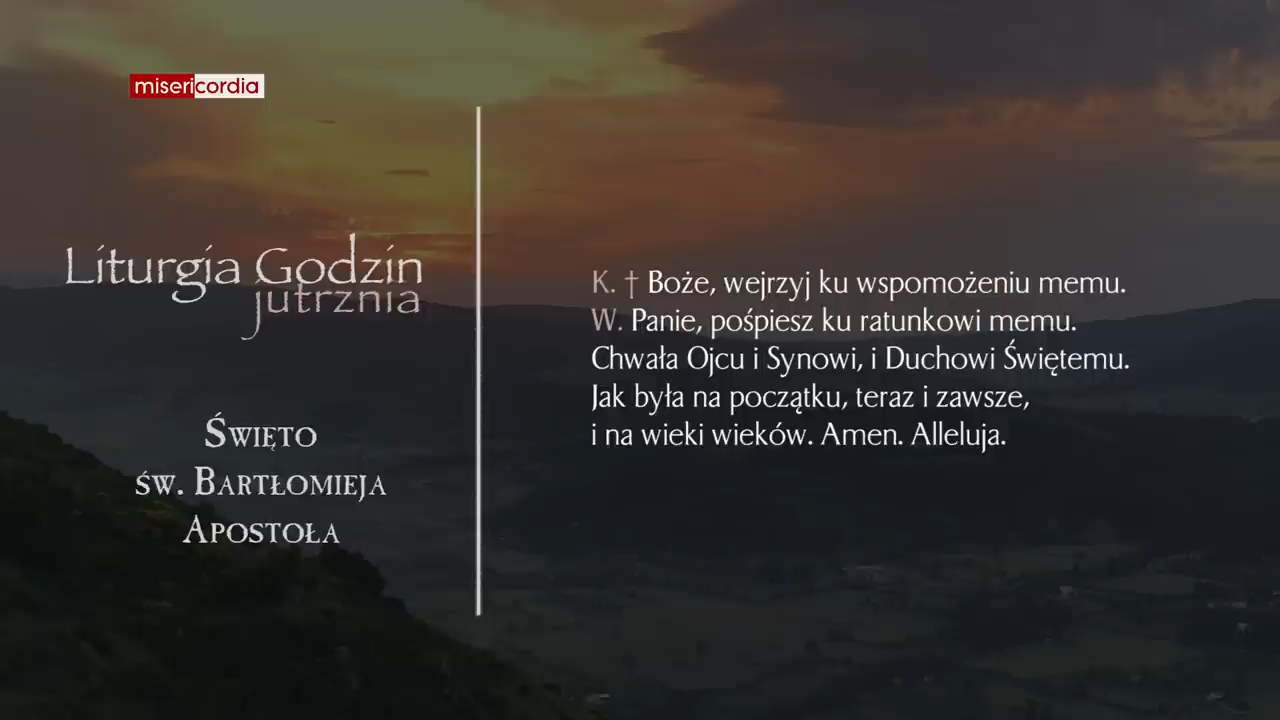 misericordia
Liturgia Godzin
jutrznia
Święto
św. Bartłomieja
Apostoła
K. † Boże, wejrzyj ku wspomożeniu memu.
W. Panie, pośpiesz ku ratunkowi memu.
Chwała Ojcu i Synowi, i Duchowi Świętemu.
Jak była na początku, teraz i zawsze,
i na wieki wieków. Amen. Alleluja.